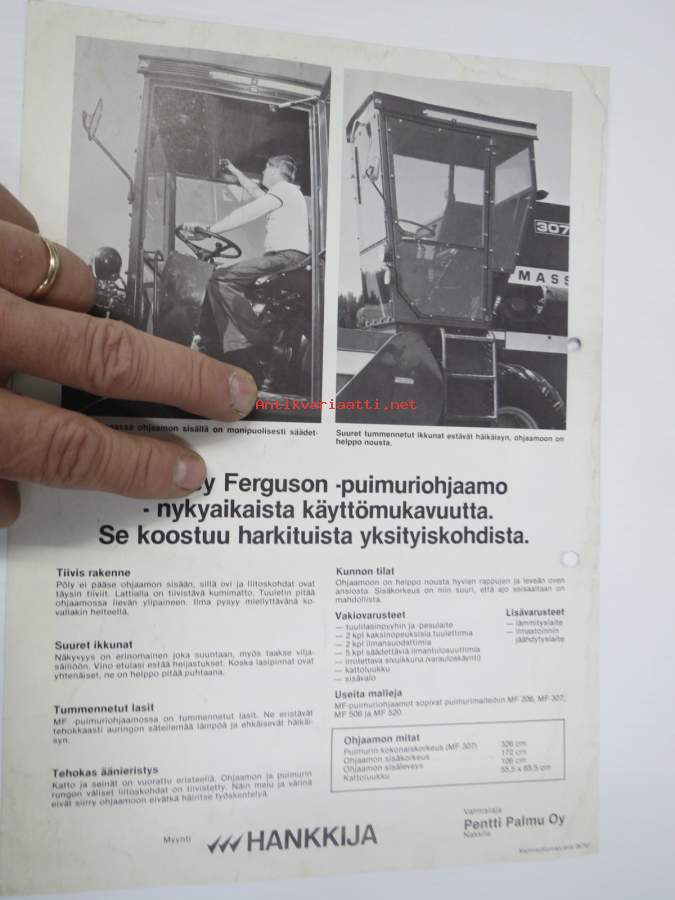 307
MASS
Antikvariaatti.net
ohjaamon sisällä on monipuolisesti säädet-
Suuret tummennetut ikkunat estävät häikäisyn, ohjaamoon on
helppo nousta.
y Ferguson -puimuriohjaamo
- nykyaikaista käyttömukavuutta.
Se koostuu harkituista yksityiskohdista.
Tiivis rakenne
Pöly ei pääse ohjaamon sisään, sillä ovi ja liitoskohdat ovat
täysin tiiviit. Lattialla on tiivistävä kumimatto. Tuuletin pitää
ohjaamossa lievän ylipaineen. Ilma pysyy miellyttävänä ko-
vallakin helteellä.
Suuret ikkunat
Näkyvyys on erinomainen joka suuntaan, myös taakse vilja-
säiliöön. Vino etulasi estää heijastukset. Koska lasipinnat ovat
yhtenäiset, ne on helppo pitää puhtaana.
Tummennetut lasit
MF -puimuriohjaamossa on tummennetut lasit. Ne eristävät
tehokkaasti auringon säteilemää lämpöä ja ehkäisevät häikäi-
syn.
Tehokas äänieristys
Katto ja seinät on vuorattu eristeellä. Ohjaamon ja puimurin
rungon väliset liitoskohdat on tiivistetty. Näin melu ja värinä
eivät siirry ohjaamoon eivätkä häiritse työskentelyä.
Kunnon tilat
Ohjaamoon on helppo nousta hyvien rappujen ja leveän oven
ansiosta. Sisäkorkeus on niin suuri, että ajo seisaaltaan on
mahdollista.
Vakiovarusteet
— tuulilasinpyyhin ja -pesulaite
— 2 kpl kaksinopeuksisia tuulettimia
— 2 kpl ilmansuodattimia
— 5 kpl säädettäviä ilmantulosuuttimia
— irrotettava sivuikkuna (varauloskäynti)
— kattoluukku
— sisävalo
Lisävarusteet
— lämmityslaite
— ilmastoinnin
jäähdytyslaite
Useita malleja
MF-puimuriohjaamot sopivat puimurimalleihin MF 206, MF 307,
MF 506 ja MF 520.
Ohjaamon mitat
Puimurin kokonaiskorkeus (MF 307) 326 cm
Ohjaamon sisäkorkeus 172 cm
Ohjaamon sisäleveys 106 cm
Kattoluukku 55,5 x 65,5 cm
Myynti HANKKIJA
Valmistaja
Pentti Palmu Oy
Nakkila